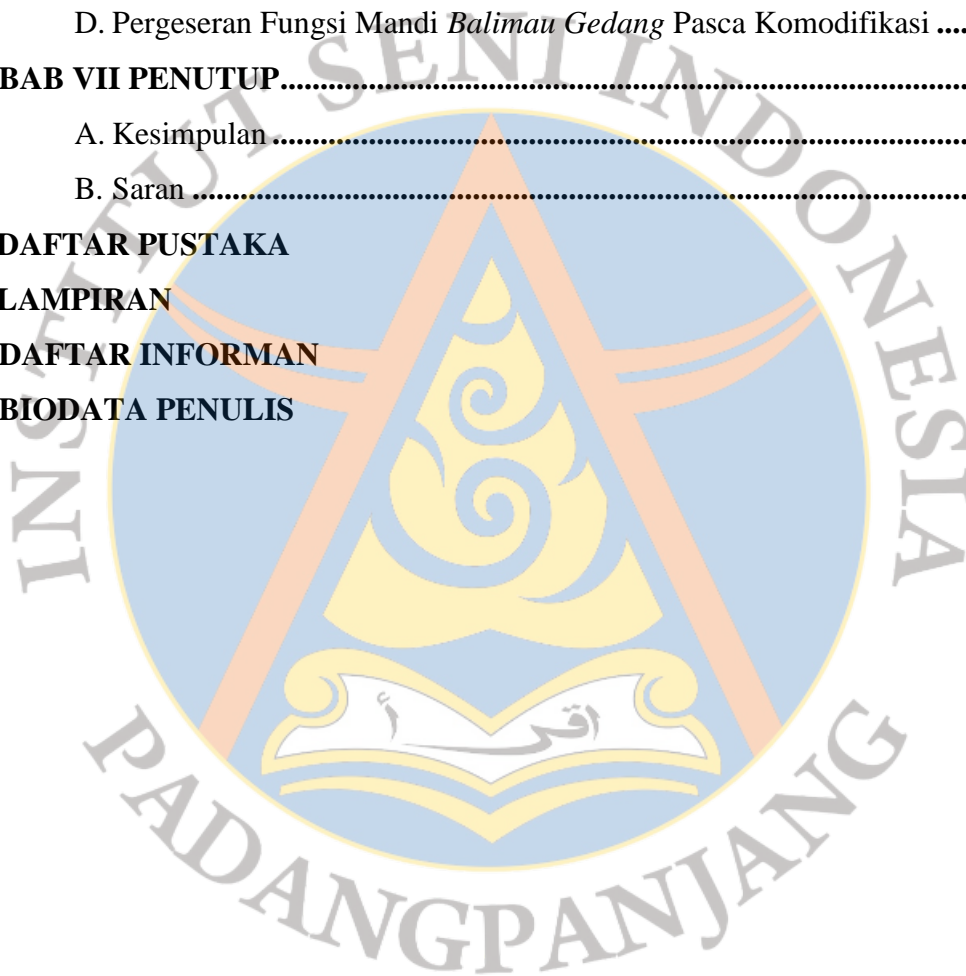 D. Pergeseran Fungsi Mandi Balimau Gedang Pasca Komodifikasi ....
BAB VII PENUTUP..............................................................................
A. Kesimpulan ..............................................................................
B. Saran ..............................................................................
DAFTAR PUSTAKA
LAMPIRAN
DAFTAR INFORMAN
BIODATA PENULIS
INSTITUT SENI INDONESIA
اقرأ
PADANGPANJANG